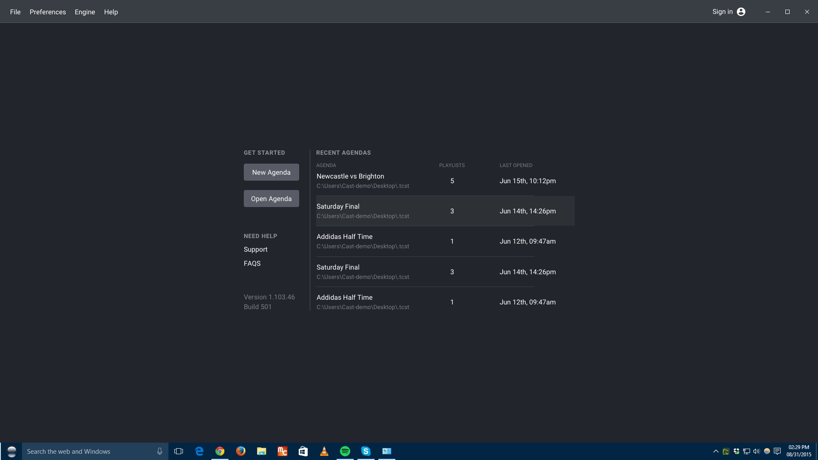 File Preferences Engine Help Sign in
GET STARTED
New Agenda
Open Agenda
NEED HELP
Support
FAQS
Version 1.103.46
Build S01
RECENT AGENDAS
AGENDA PLAYLISTS LAST OPENED
Newcastle vs Brighton
C:\Users\Cast-demo\Desktop\.tcst
5 Jun 15th, 10:12pm
Saturday Final
C:\Users\Cast-demo\Desktop\.tcst
3 Jun 14th, 14:26pm
Addidas Half Time
C:\Users\Cast-demo\Desktop\.tcst
1 Jun 12th, 09:47am
Saturday Final
C:\Users\Cast-demo\Desktop\.tcst
3 Jun 14th, 14:26pm
Addidas Half Time
C:\Users\Cast-demo\Desktop\.tcst
1 Jun 12th, 09:47am
Search the web and Windows
02:29 PM
08/31/2015